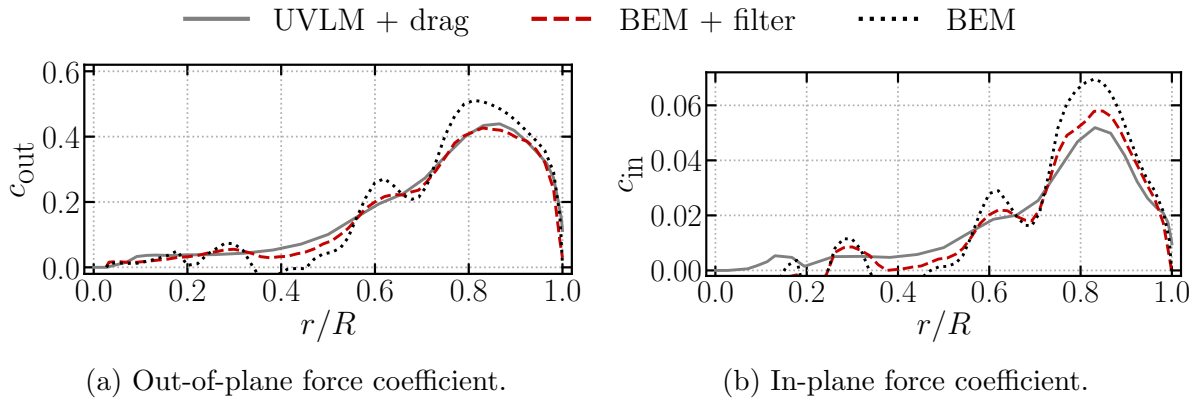 UVLM + drag BEM + filter BEM
0.6
0.4
0.2
0.0
c_out
0.0 0.2 0.4 0.6 0.8 1.0
r/R
(a) Out-of-plane force coefficient.
0.06
0.04
0.02
0.00
c_in
0.0 0.2 0.4 0.6 0.8 1.0
r/R
(b) In-plane force coefficient.